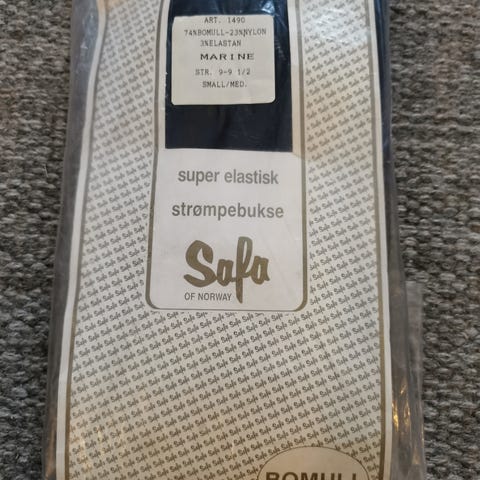 ART. 1490
74%BOMULL-23%NYLON
3%ELASTAN
MARINE
STR. 9-9 1/2
SMALL/MED.
super elastisk
strømpebukse
Safa
OF NORWAY
BOMULL